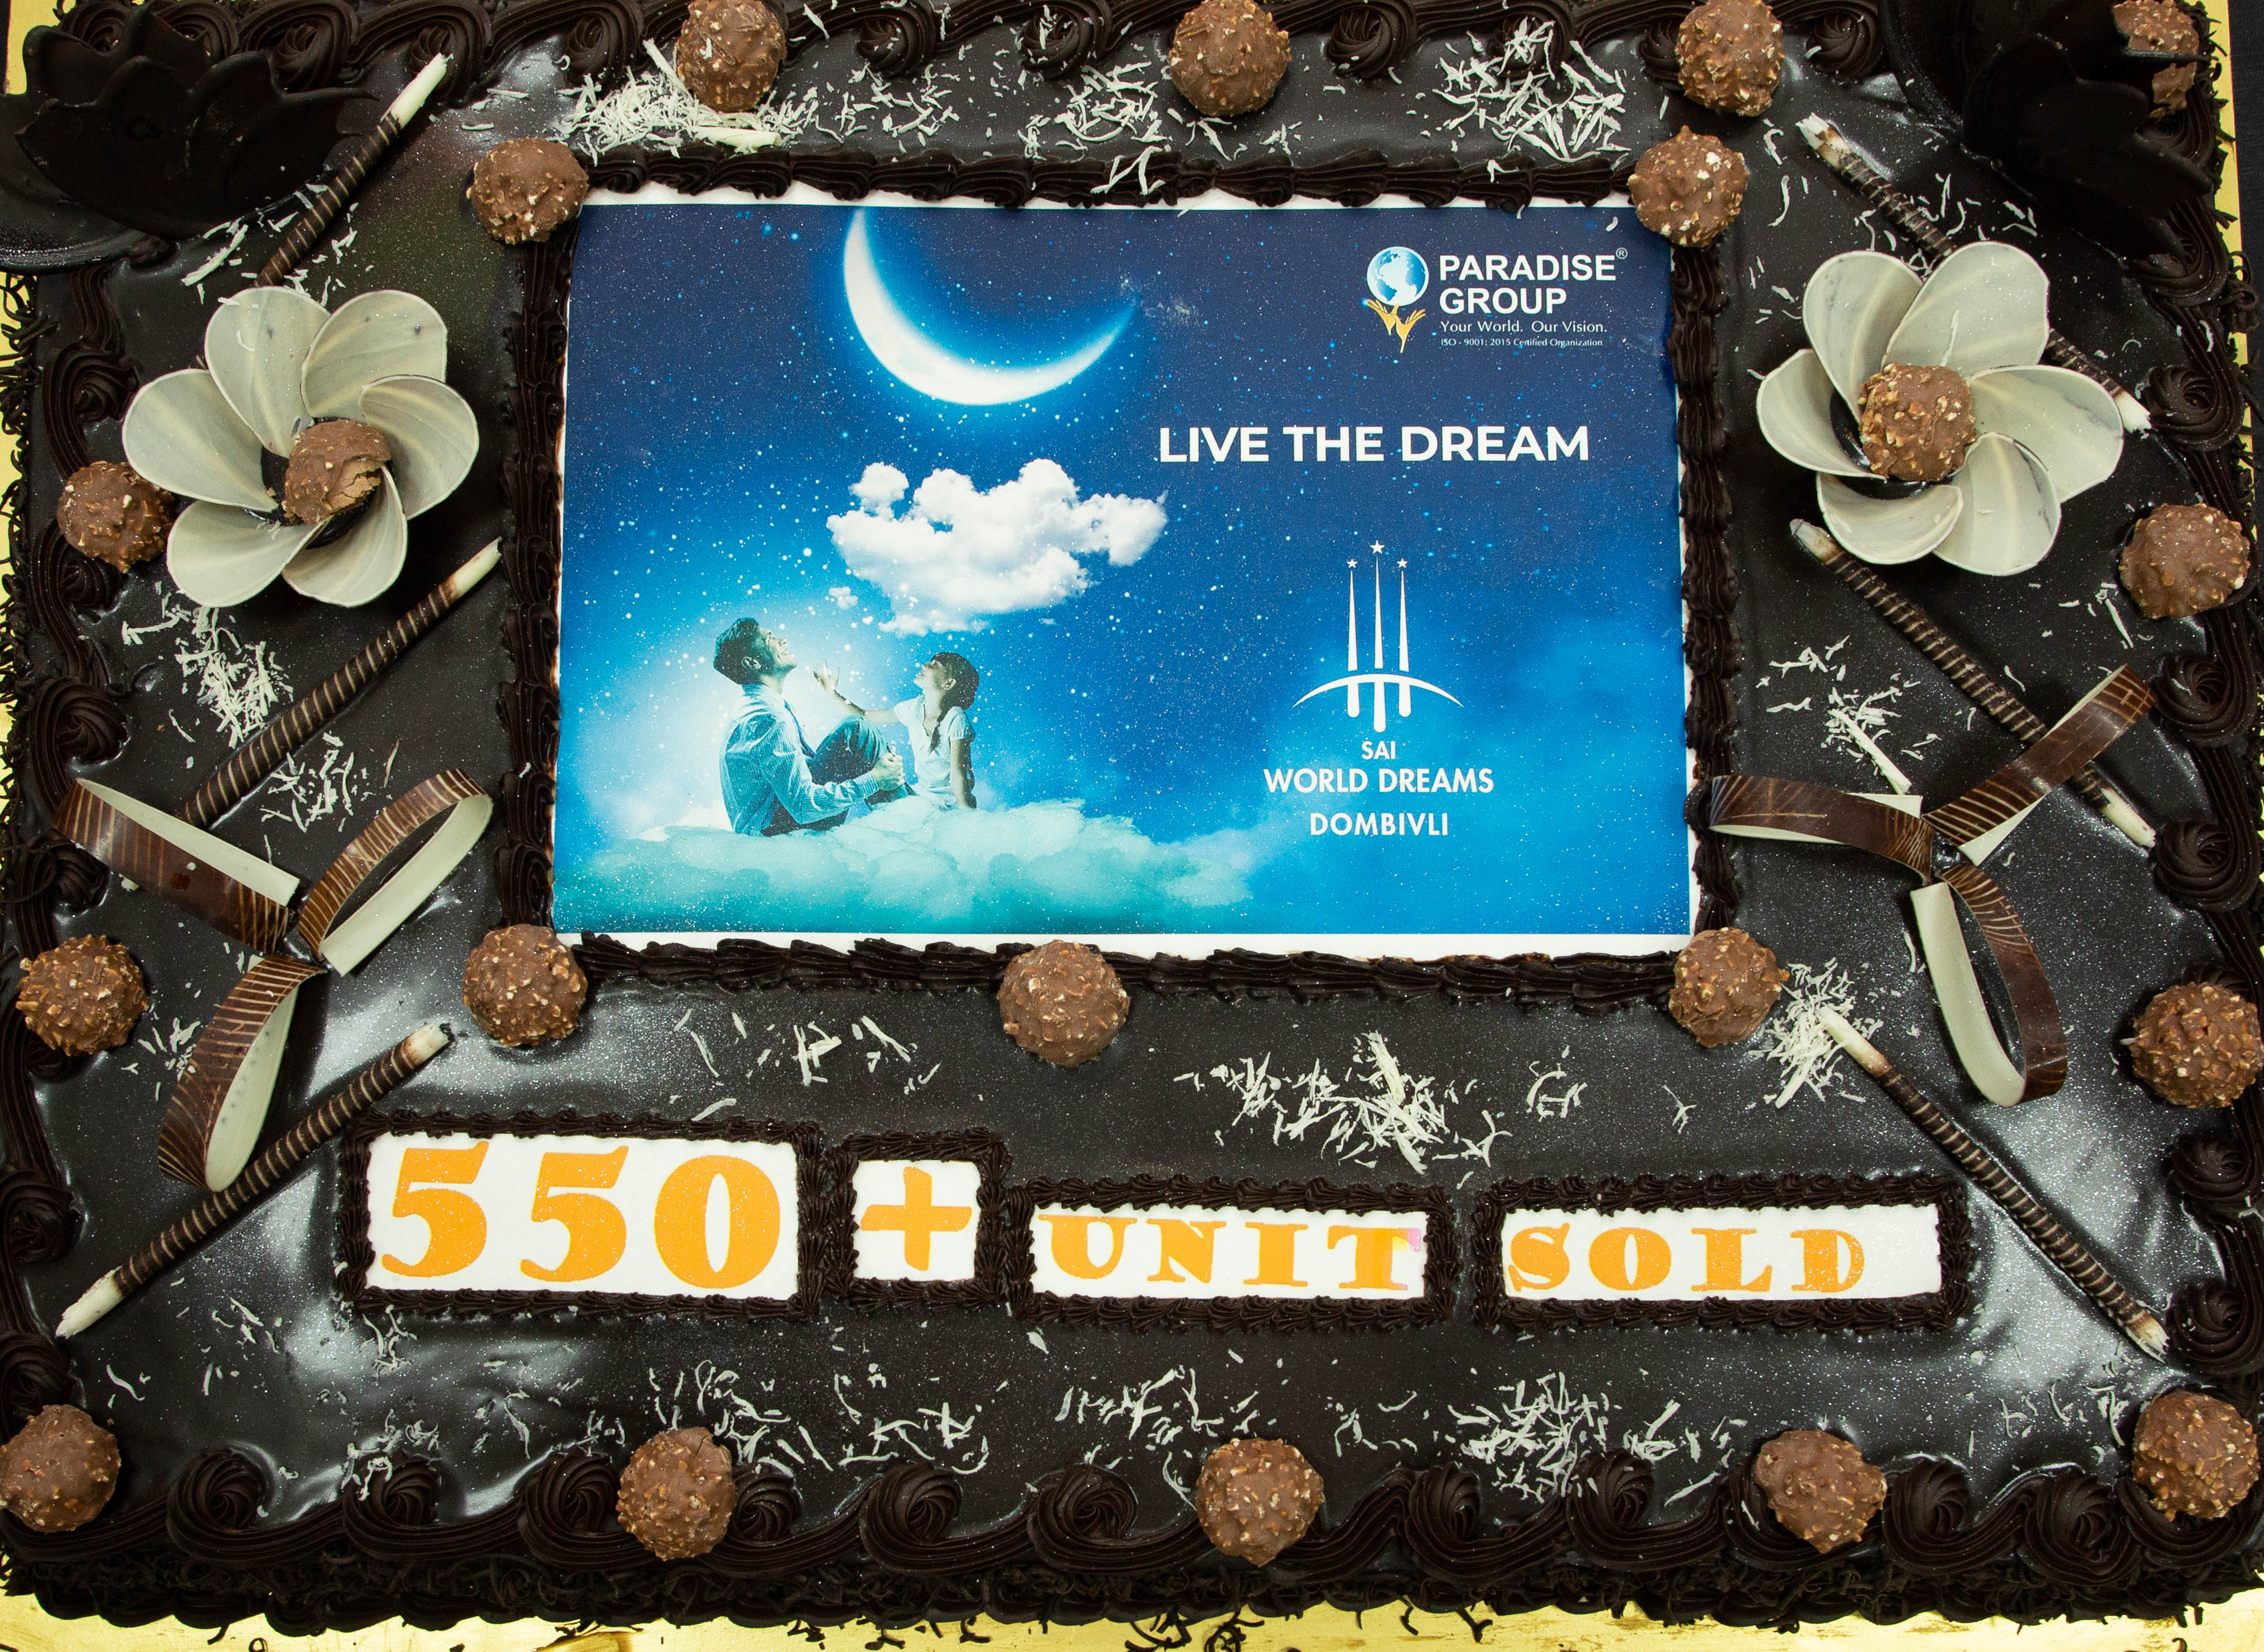 PARADISE®
GROUP
Your World. Our Vision.
ISO - 9001: 2015 Certified Organization
LIVE THE DREAM
SAI
WORLD DREAMS
DOMBIVLI
550 + UNIT SOLD